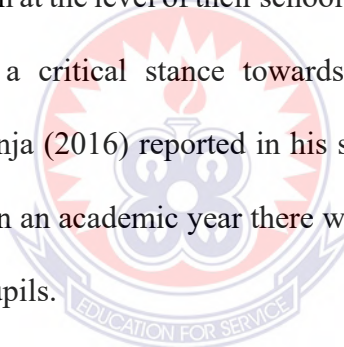 at the level of their school
a critical stance towards
nja (2016) reported in his s
n an academic year there w
upils.
EDUCATION FOR SERVICE